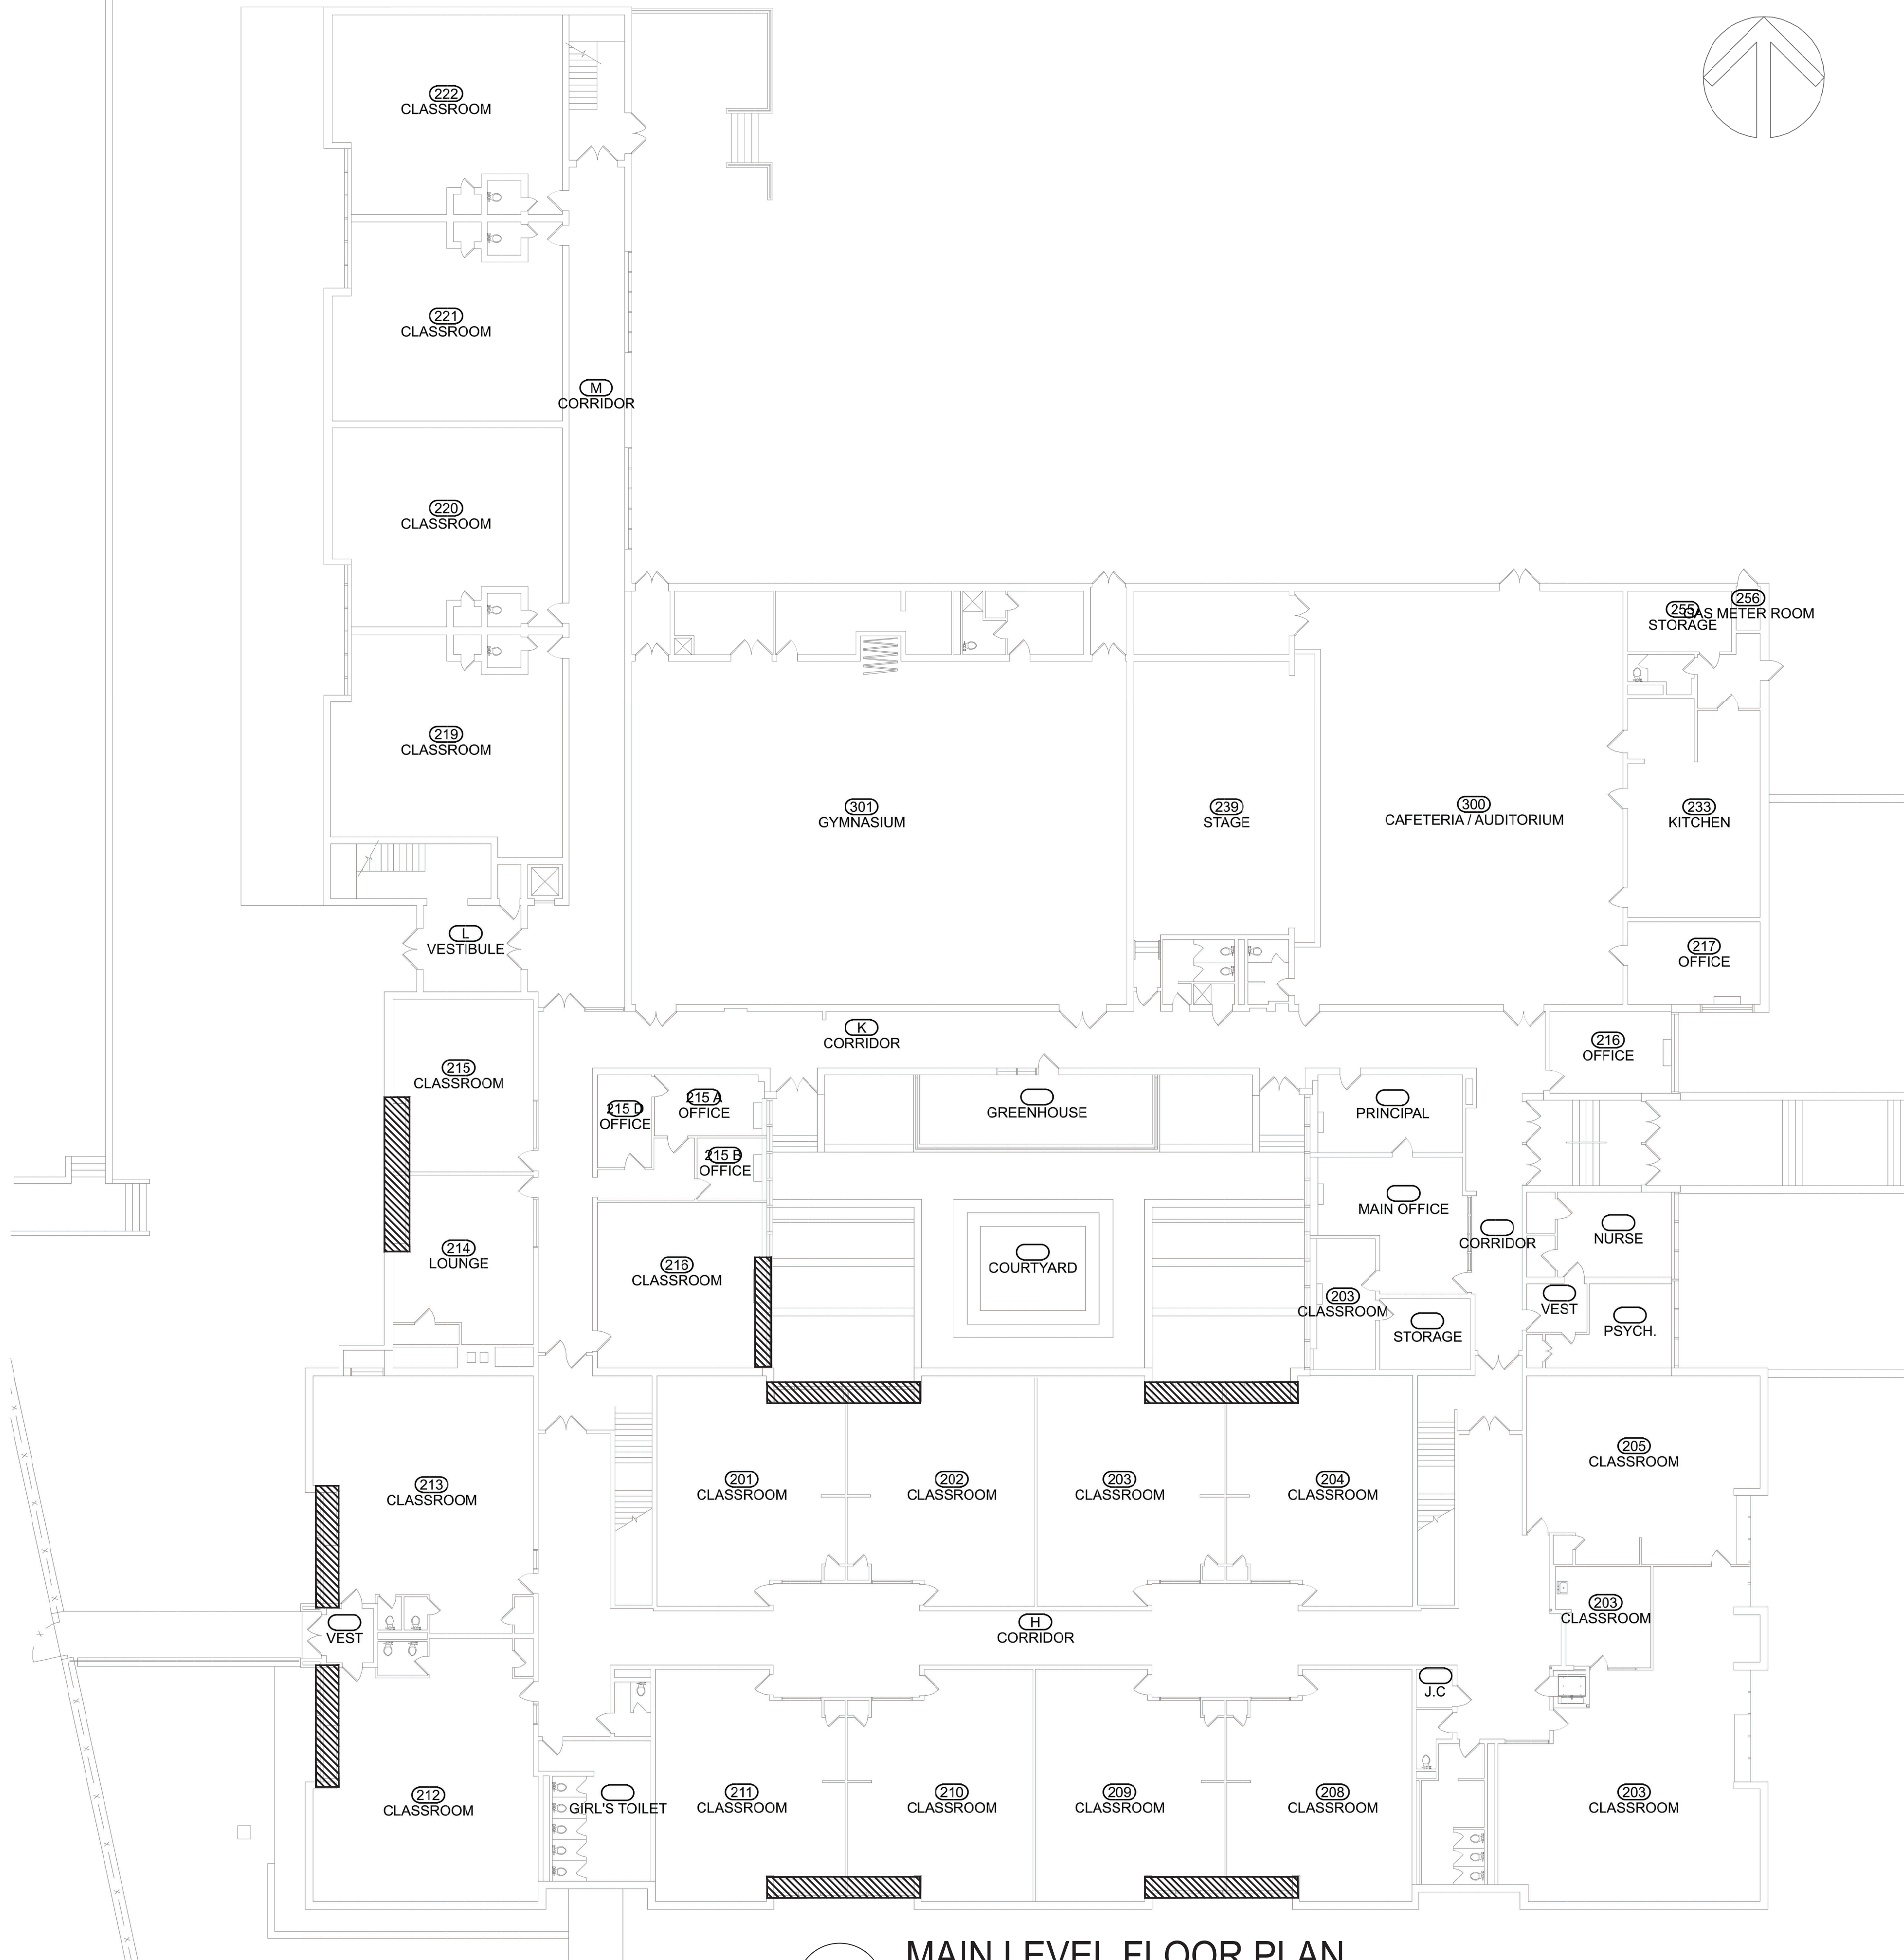 222
CLASSROOM
221
CLASSROOM
M
CORRIDOR
220
CLASSROOM
219
CLASSROOM
255
STORAGE
256
GAS METER ROOM
301
GYMNASIUM
239
STAGE
300
CAFETERIA / AUDITORIUM
233
KITCHEN
L
VESTIBULE
217
OFFICE
K
CORRIDOR
216
OFFICE
215
CLASSROOM
215 D
OFFICE
215 A
OFFICE
215 B
OFFICE
GREENHOUSE
PRINCIPAL
MAIN OFFICE
CORRIDOR
NURSE
214
LOUNGE
216
CLASSROOM
COURTYARD
203
CLASSROOM
STORAGE
VEST
PSYCH.
213
CLASSROOM
201
CLASSROOM
202
CLASSROOM
203
CLASSROOM
204
CLASSROOM
205
CLASSROOM
VEST
H
CORRIDOR
203
CLASSROOM
J.C
212
CLASSROOM
GIRL'S TOILET
211
CLASSROOM
210
CLASSROOM
209
CLASSROOM
208
CLASSROOM
203
CLASSROOM
MAIN LEVEL FLOOR PLAN